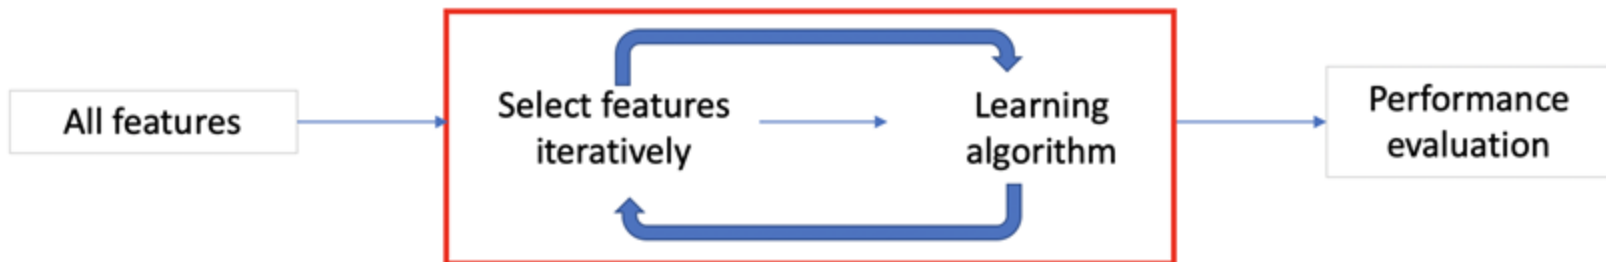 All features
Select features
iteratively
Learning
algorithm
Performance
evaluation